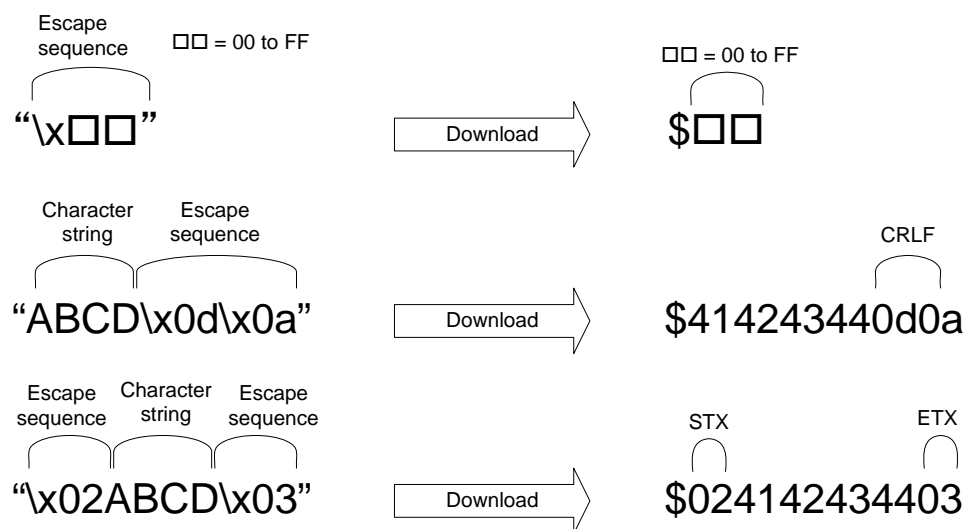 Escape
sequence
□□ = 00 to FF
“\x□□”
Download
□□ = 00 to FF
$□□
Character
string
Escape
sequence
“ABCD\x0d\x0a”
Download
CRLF
$414243440d0a
Escape
sequence
Character
string
Escape
sequence
“\x02ABCD\x03”
Download
STX
ETX
$024142434403